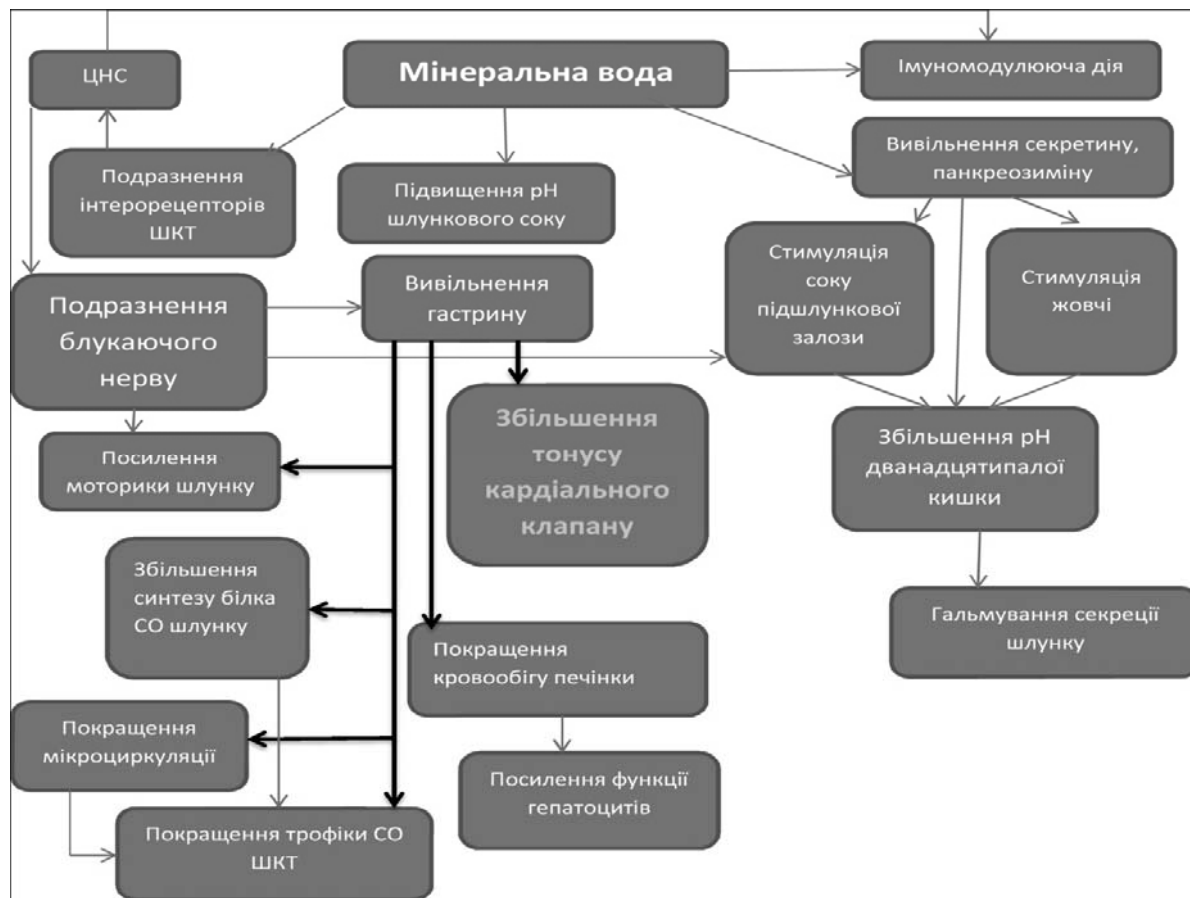 ЦНС
Мінеральна вода
Імуномодулююча дія
Подразнення
інтерорецепторів
ШКТ
Підвищення рН
шлункового соку
Вивільнення секретину,
панкреозиміну
Подразнення
блукаючого
нерву
Вивільнення
гастрину
Стимуляція
соку
підшлункової
залози
Стимуляція
жовчі
Посилення
моторики шлунку
Збільшення
тонусу
кардіального
клапану
Збільшення рН
дванадцятипалої
кишки
Збільшення
синтезу білка
СО шлунку
Покращення
кровообігу печінки
Гальмування секреції
шлунку
Покращення
мікроциркуляції
Посилення функції
гепатоцитів
Покращення трофіки СО
ШКТ